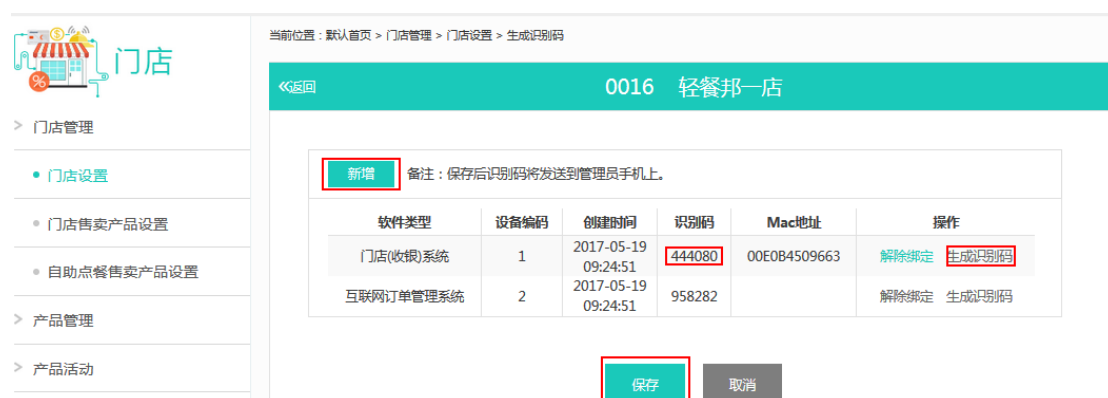 当前位置：默认首页 > 门店管理 > 门店设置 > 生成识别码
门店
«返回
0016 轻餐邦一店
> 门店管理
新增 备注：保存后识别码将发送到管理员手机上。
门店设置
软件类型 设备编码 创建时间 识别码 Mac地址 操作
门店售卖产品设置
门店(收银)系统 1 2017-05-19 09:24:51 444080 00E0B4509663 解除绑定 生成识别码
自助点餐售卖产品设置
互联网订单管理系统 2 2017-05-19 09:24:51 958282 解除绑定 生成识别码
> 产品管理
> 产品活动
保存 取消